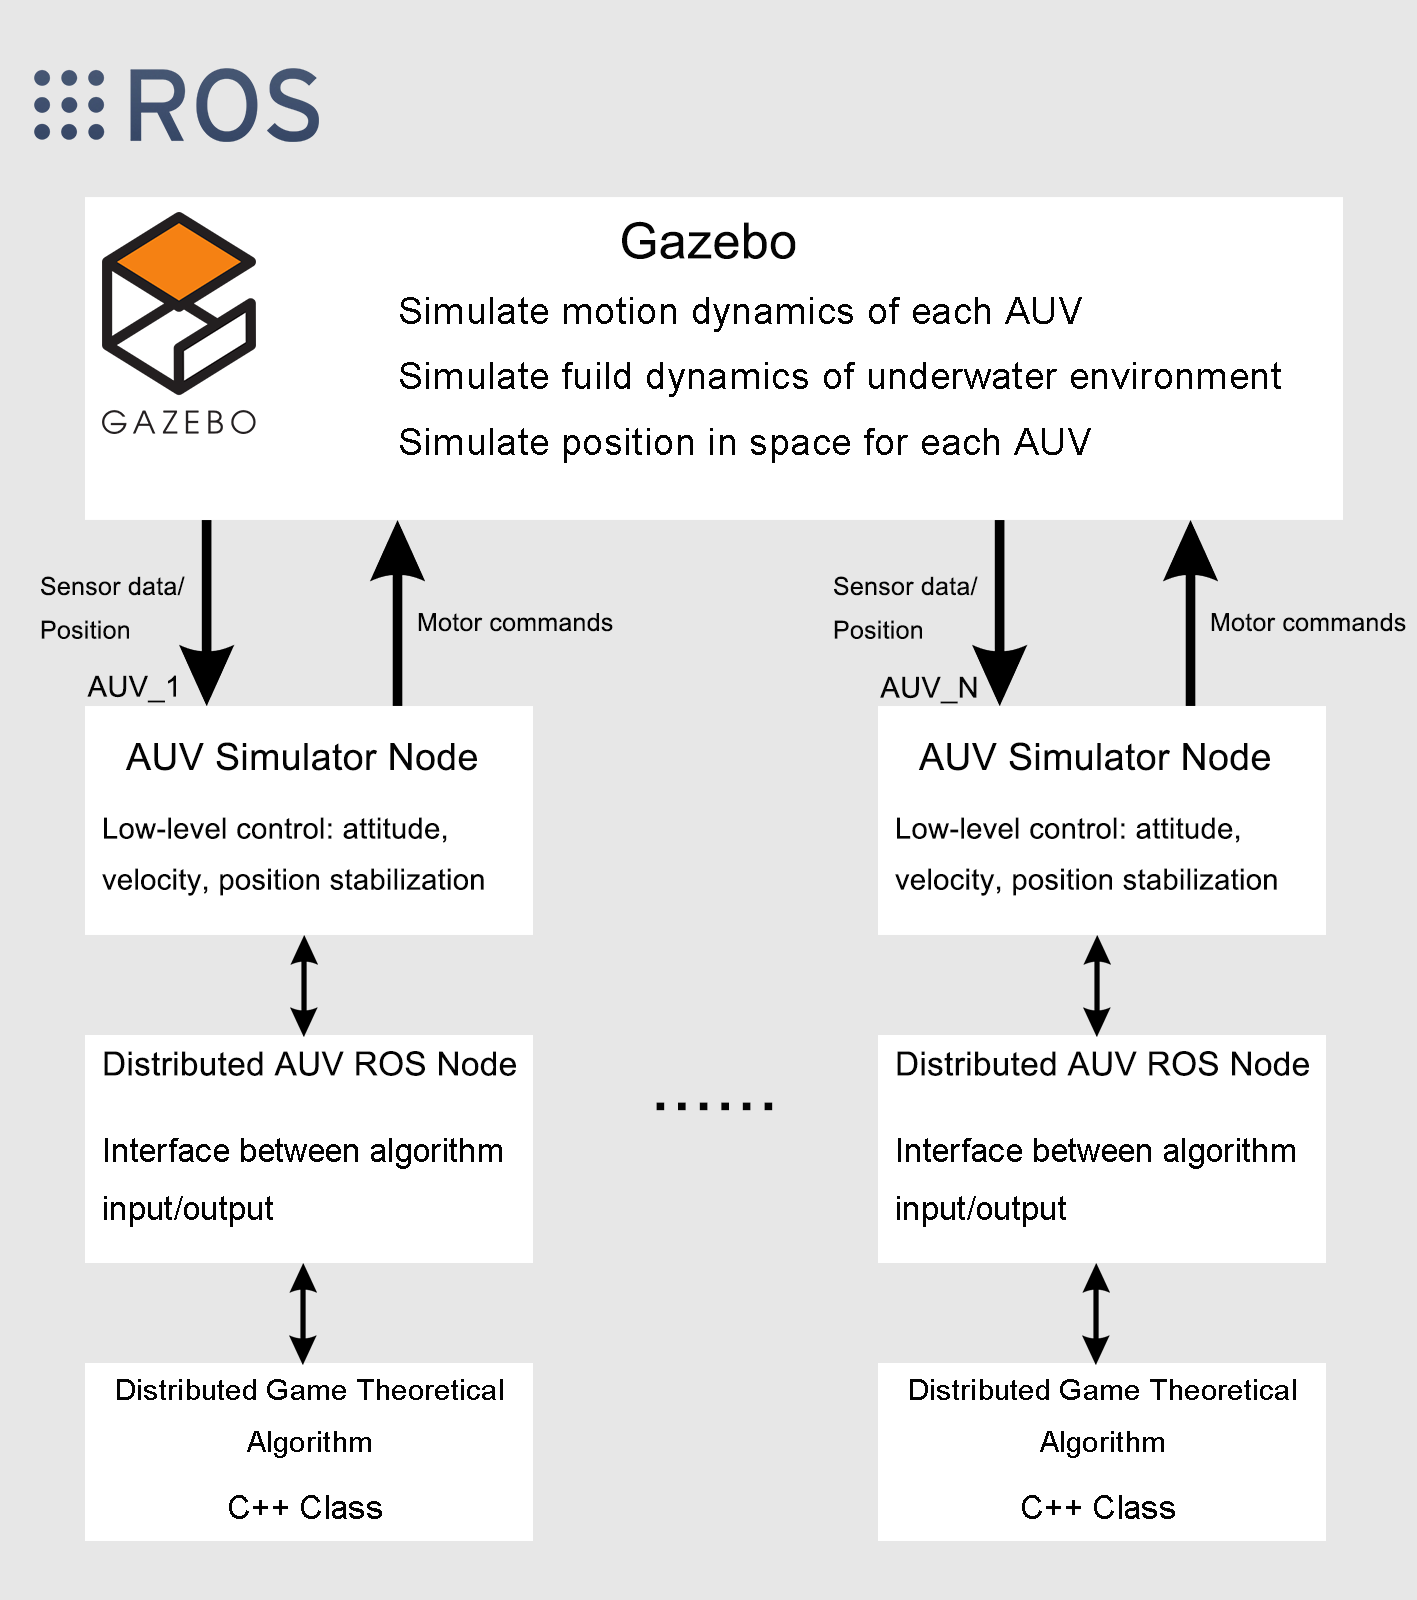 ROS
Gazebo
Simulate motion dynamics of each AUV
Simulate fuild dynamics of underwater environment
Simulate position in space for each AUV
GAZEBO
Sensor data/
Position
Motor commands
AUV_1
AUV Simulator Node
Low-level control: attitude,
velocity, position stabilization
Distributed AUV ROS Node
Interface between algorithm
input/output
Distributed Game Theoretical
Algorithm
C++ Class
......
Sensor data/
Position
Motor commands
AUV_N
AUV Simulator Node
Low-level control: attitude,
velocity, position stabilization
Distributed AUV ROS Node
Interface between algorithm
input/output
Distributed Game Theoretical
Algorithm
C++ Class